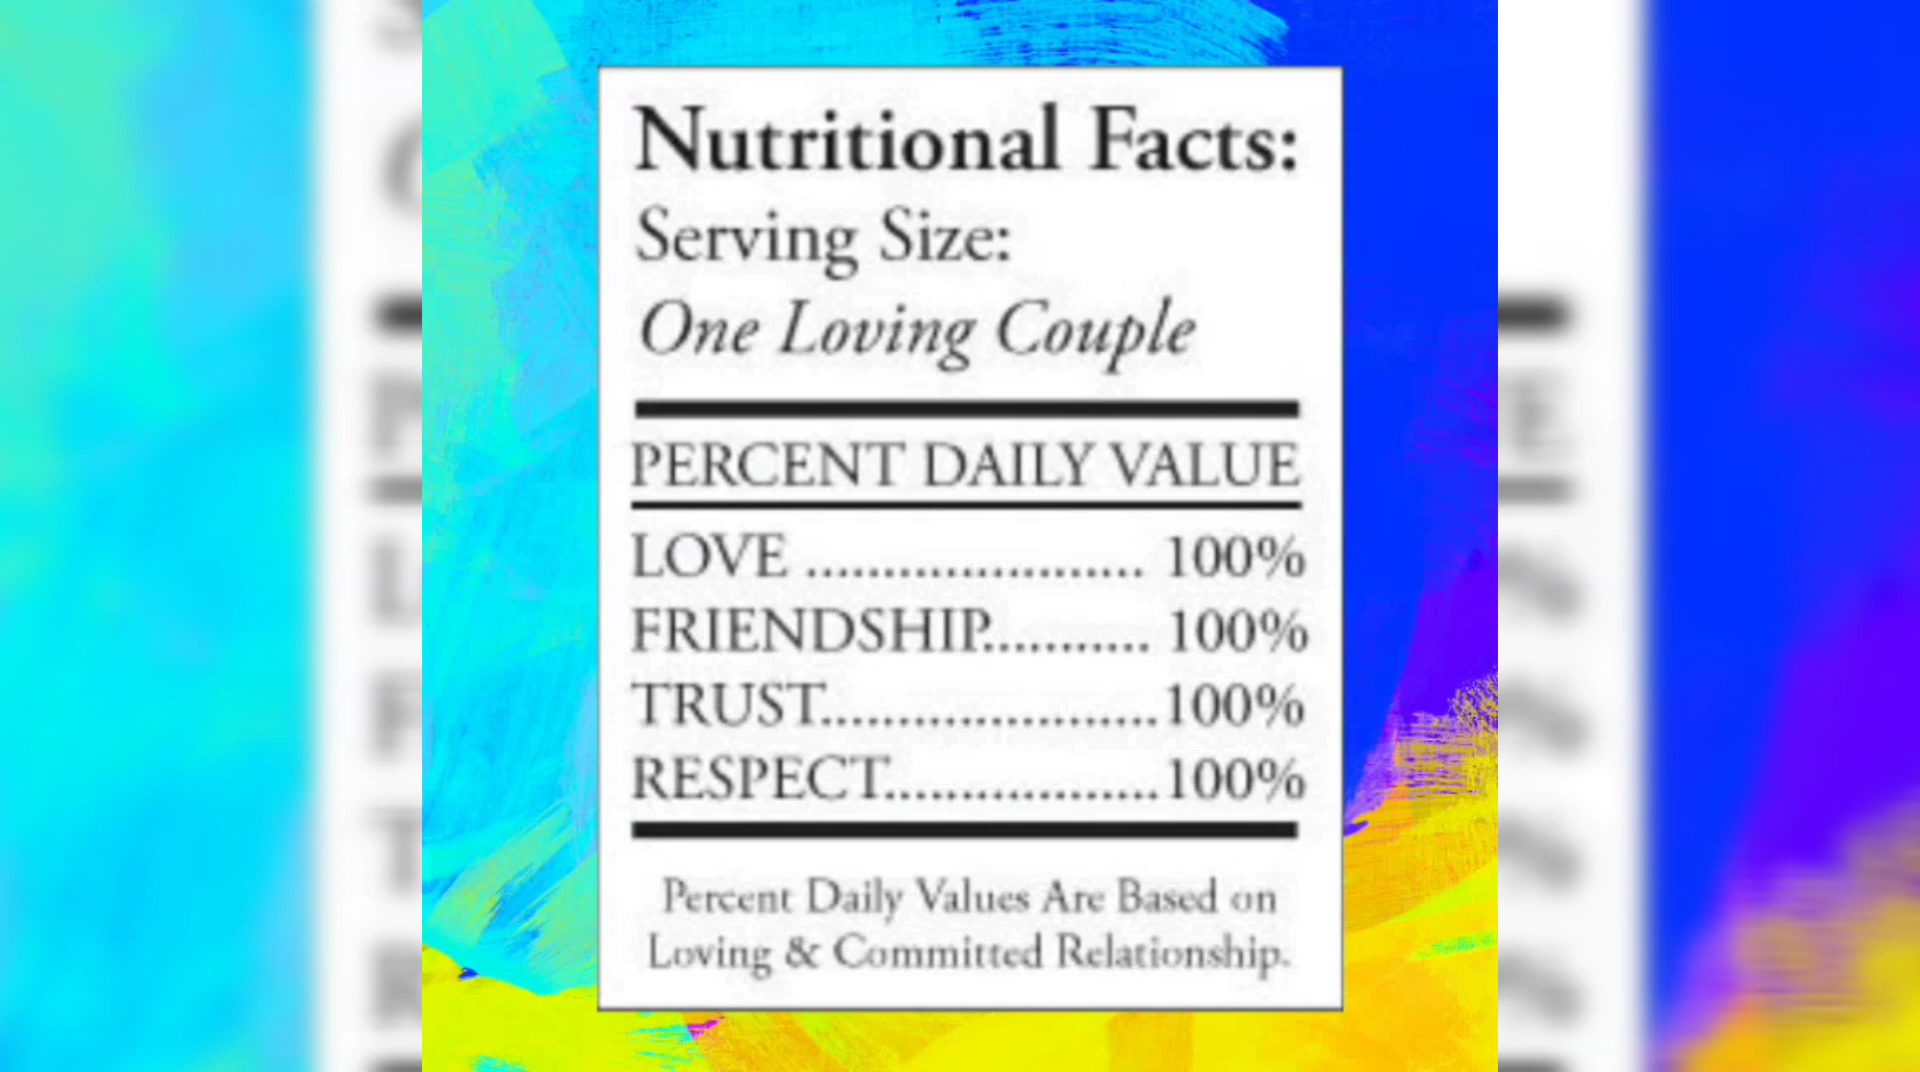 Nutritional Facts:
Serving Size:
One Loving Couple
PERCENT DAILY VALUE
LOVE ...................... 100%
FRIENDSHIP........... 100%
TRUST......................100%
RESPECT..................100%
Percent Daily Values Are Based on
Loving & Committed Relationship.